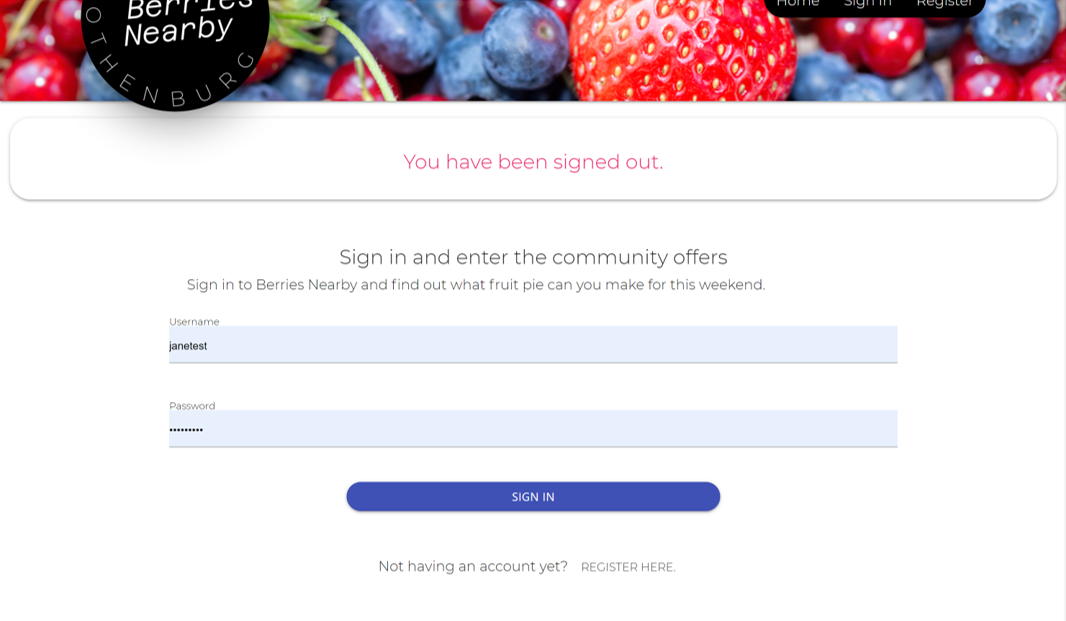 Berries
Nearby
OTHENBURG
Home Sign In Register
You have been signed out.
Sign in and enter the community offers
Sign in to Berries Nearby and find out what fruit pie can you make for this weekend.
Username
janetest
Password
•••••••••
SIGN IN
Not having an account yet? REGISTER HERE.